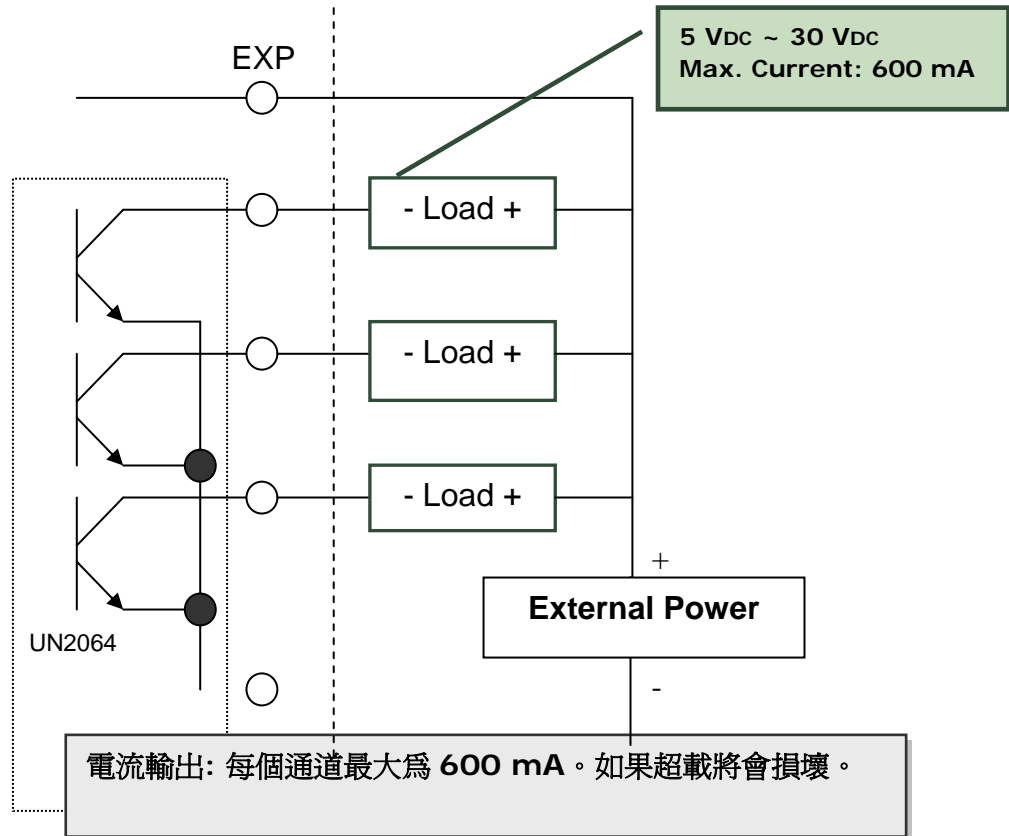 EXP
5 VDC ~ 30 VDC
Max. Current: 600 mA
- Load +
- Load +
- Load +
+
External Power
UN2064
-
電流輸出: 每個通道最大爲 600 mA。如果超載將會損壞。